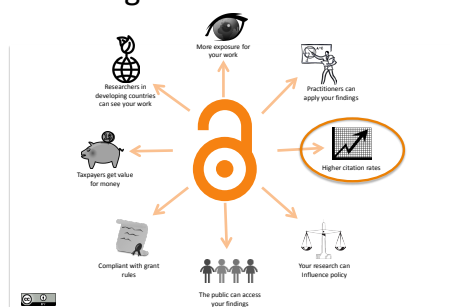 More exposure for
your work
Researchers in
developing countries
can see your work
Practitioners can
apply your findings
Taxpayers get value
for money
Higher citation rates
Compliant with grant
rules
Your research can
Influence policy
The public can access
your findings